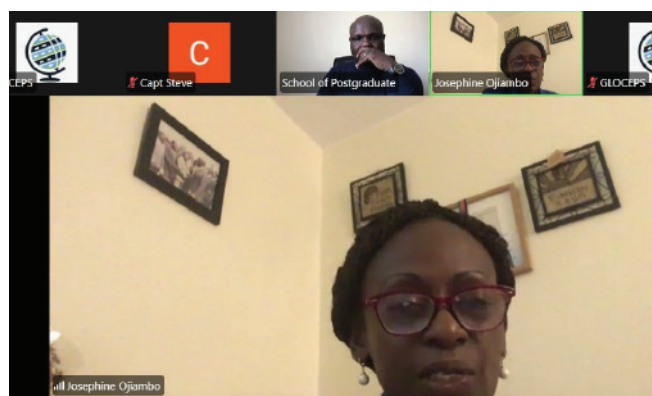 CEPS
C
Capt Steve
School of Postgraduate
Josephine Ojiambo
GLOCEPS
Josephine Ojiambo